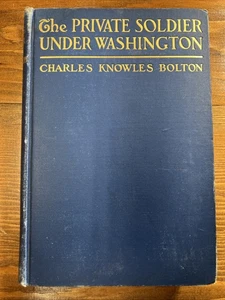 The PRIVATE SOLDIER
UNDER WASHINGTON
CHARLES KNOWLES BOLTON